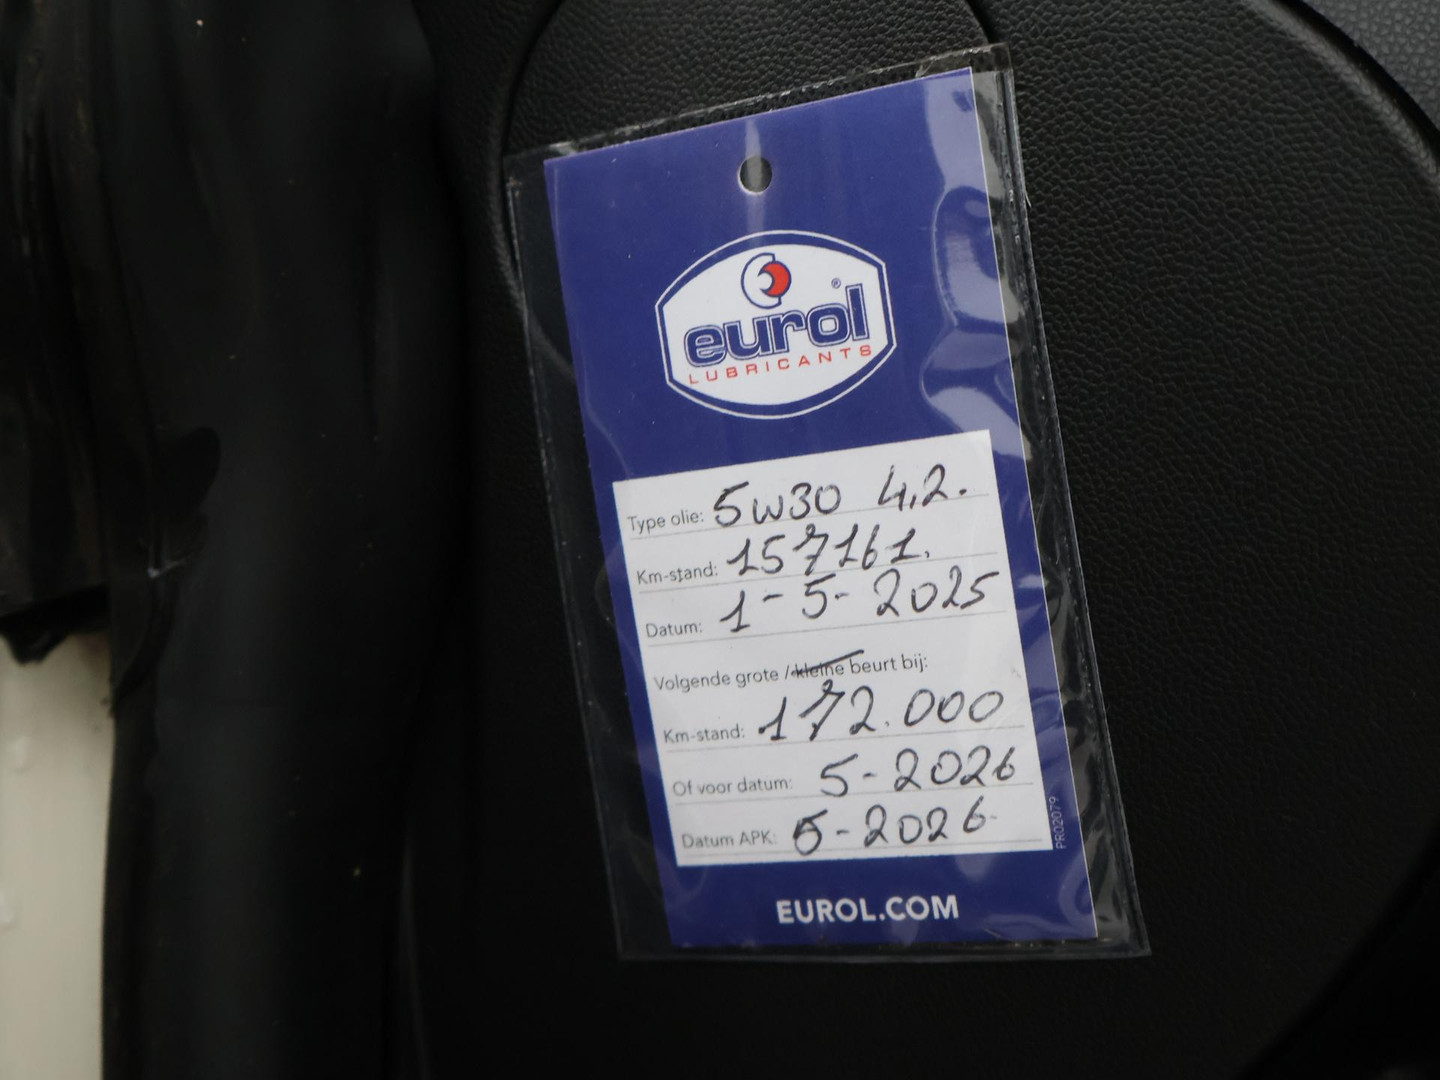 eurol®
LUBRICANTS
Type olie: 5W30 4,2.
Km-stand: 157161.
Datum: 1-5-2025
Volgende grote / kleine beurt bij:
Km-stand: 172.000
Of voor datum: 5-2026
Datum APK: 5-2026-
PR02079
EUROL.COM